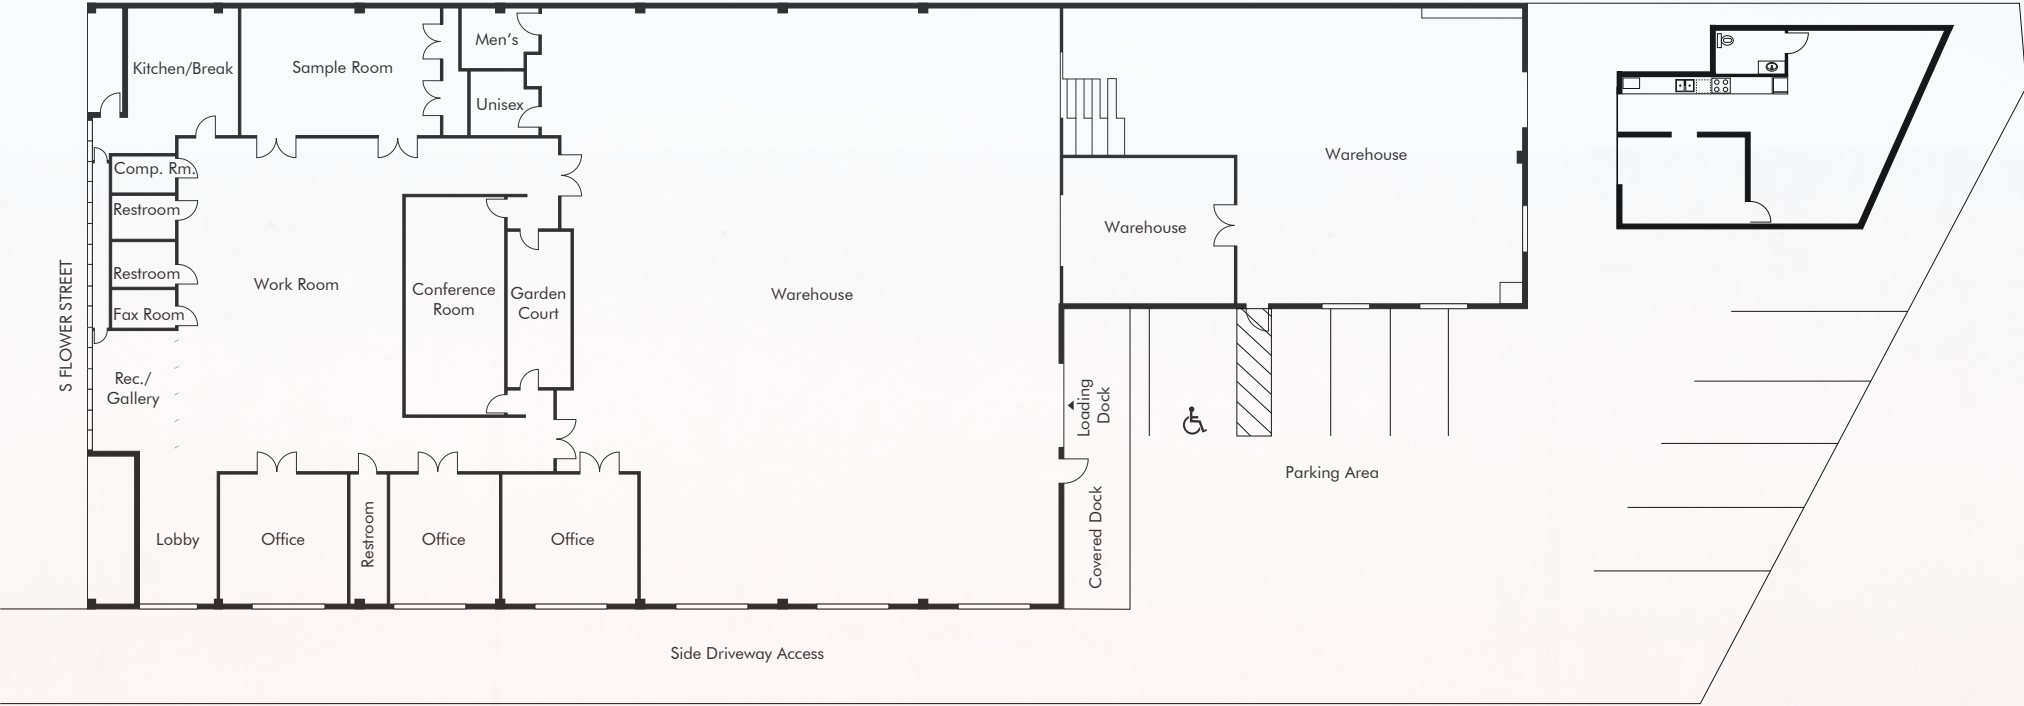 Kitchen/Break
Sample Room
Men's
Unisex
Comp. Rm.
Restroom
Restroom
Fax Room
Work Room
Conference
Room
Garden
Court
Rec./
Gallery
S FLOWER STREET
Lobby
Office
Restroom
Office
Office
Warehouse
Warehouse
Warehouse
Loading
Dock
Covered Dock
Parking Area
Side Driveway Access